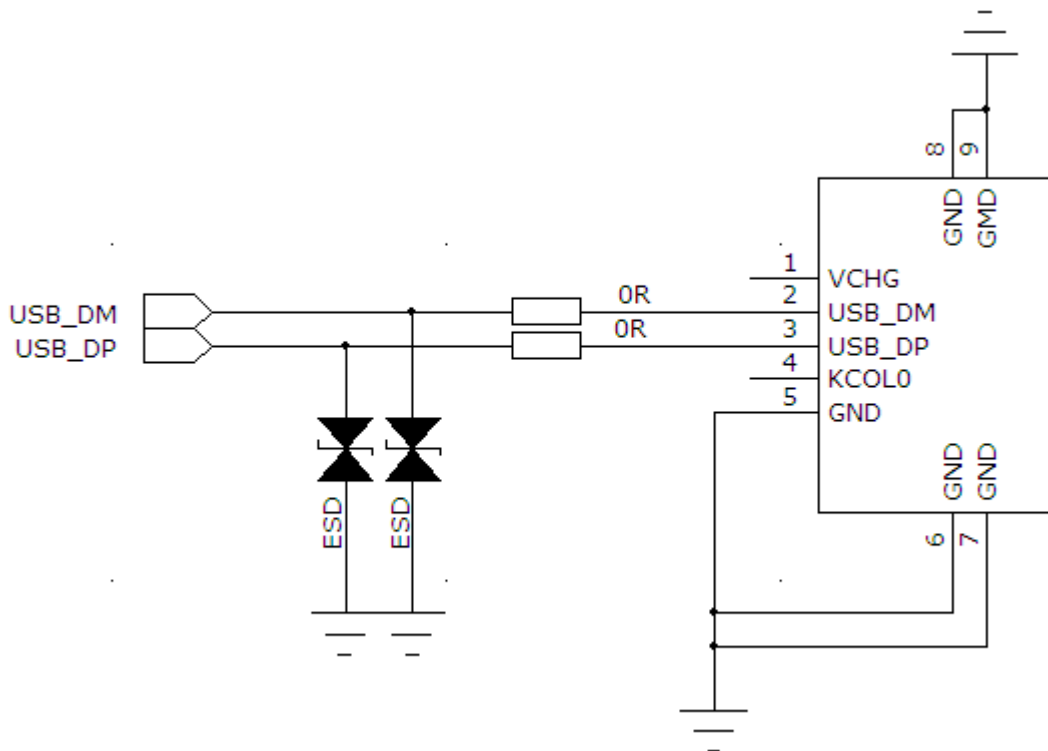 8
9
GND
GMD
1
VCHG
USB_DM
0R
2
USB_DM
USB_DP
0R
3
USB_DP
4
KCOL0
5
GND
ESD
ESD
GND
GND
6
7